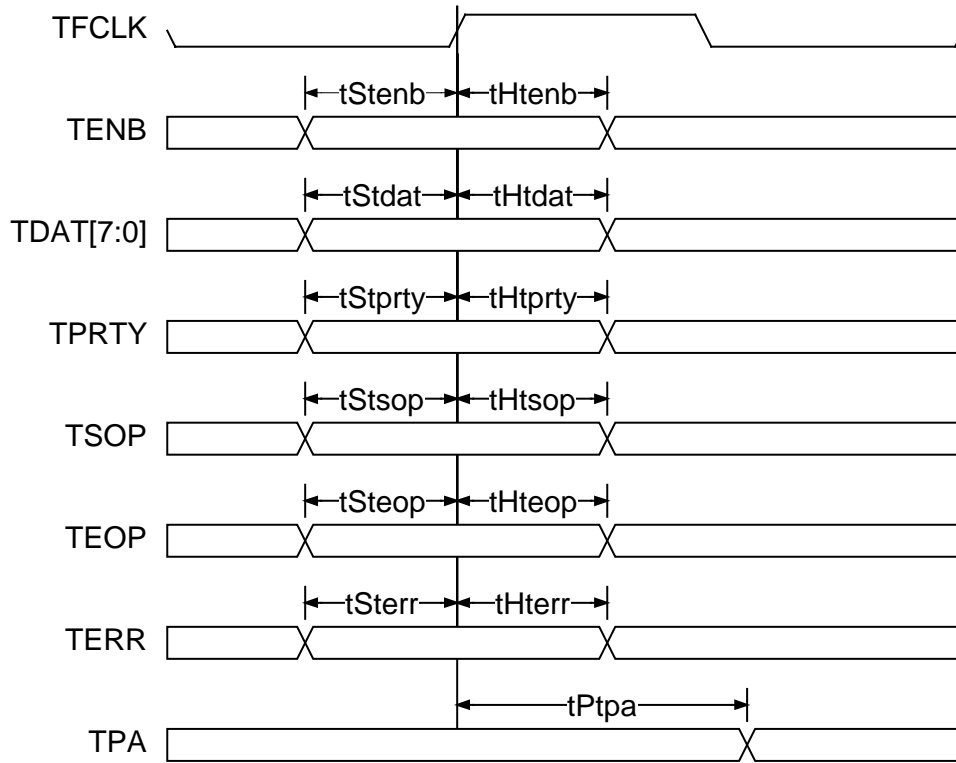 TFCLK
tStenb tHtenb
TENB
tStdat tHtdat
TDAT[7:0]
tStprty tHtprty
TPRTY
tStsop tHtsop
TSOP
tSteop tHteop
TEOP
tSterr tHterr
TERR
tPtpa
TPA